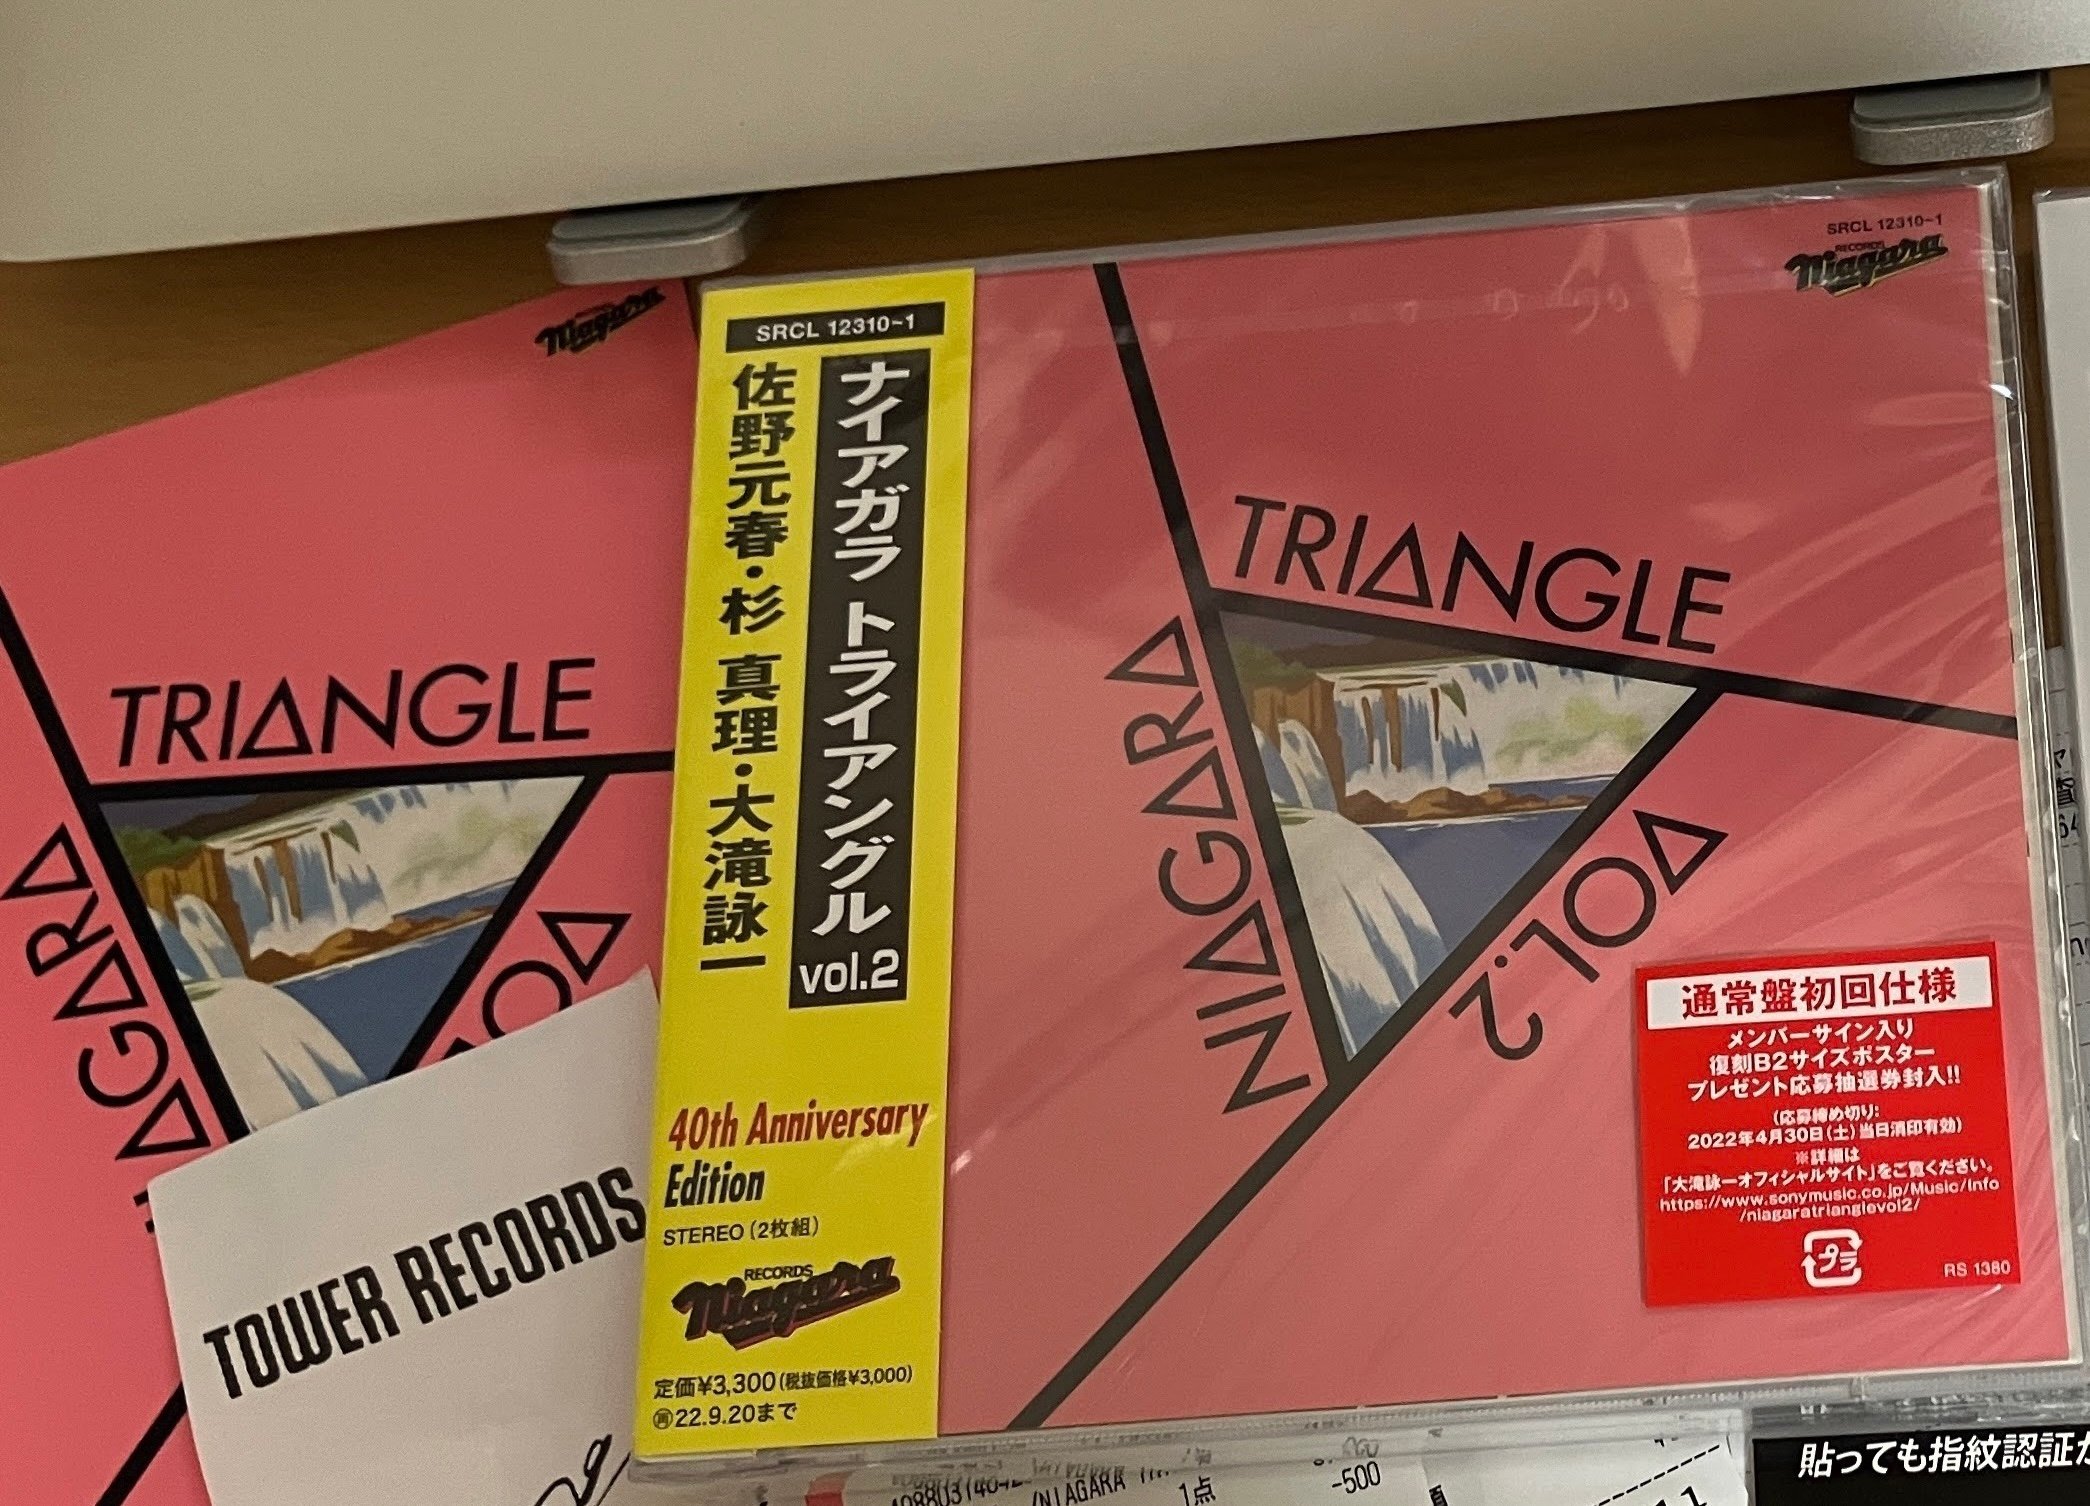 Niagara
TRIANGLE
NIAGARA
VOL.2
TOWER RECORDS
SRCL 12310~1
ナイアガラ トライアングル vol.2
佐野元春・杉 真理・大滝詠一
40th Anniversary
Edition
STEREO (2枚組)
RECORDS
Niagara
定価¥3,300(税抜価格¥3,000)
㊢22.9.20まで
SRCL 12310~1
RECORDS
Niagara
TRIANGLE
NIAGARA
VOL.2
通常盤初回仕様
メンバーサイン入り
復刻B2サイズポスター
プレゼント応募抽選券封入!!
(応募締め切り:
2022年4月30日(土)当日消印有効)
※詳細は
「大滝詠一オフィシャルサイト」をご覧ください。
https://www.sonymusic.co.jp/Music/Info
/niagaratrianglevol2/
プラ
RS 1380
/NIAGARA
1点
-500
貼っても指紋認証が